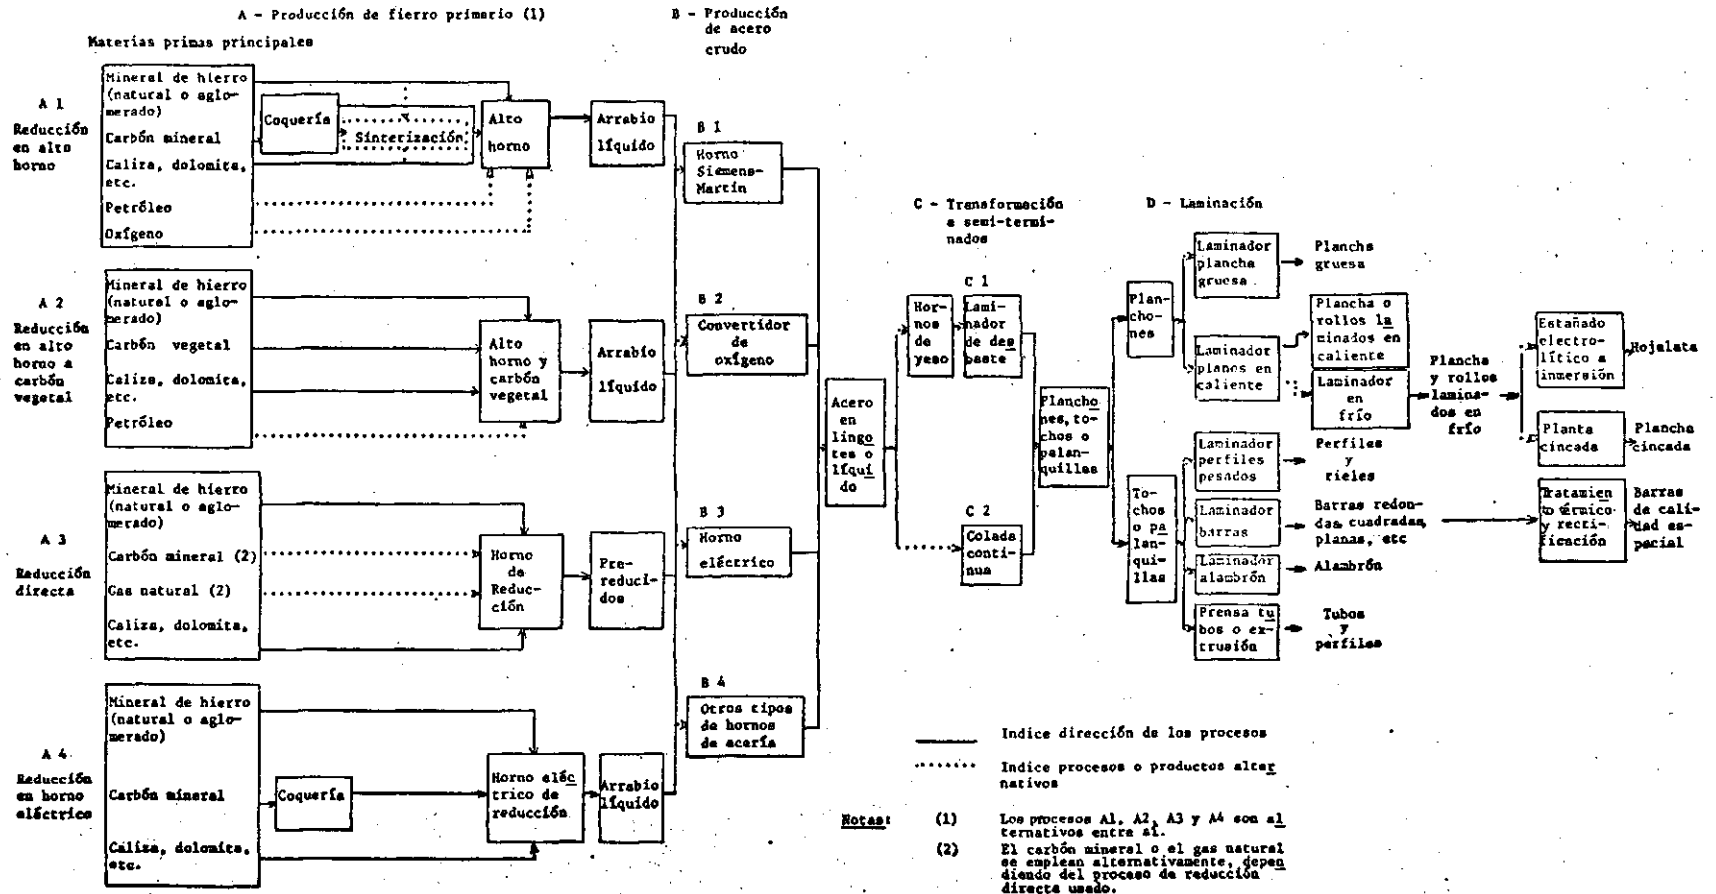 A - Producción de fierro primario (1)
B - Producción
de acero
crudo
Materias primas principales
A 1
Reducción
en alto
horno
Mineral de hierro
(natural o aglo-
merado)
Carbón mineral
Caliza, dolomita,
etc.
Petróleo
Oxígeno
Coquería
Sinterización
Alto
horno
Arrabio
líquido
B 1
Horno
Siemens-
Martin
A 2
Reducción
en alto
horno a
carbón
vegetal
Mineral de hierro
(natural o aglo-
merado)
Carbón vegetal
Caliza, dolomita,
etc.
Petróleo
Alto
horno y
carbón
vegetal
Arrabio
líquido
B 2
Convertidor
de
oxígeno
A 3
Reducción
directa
Mineral de hierro
(natural o aglo-
merado)
Carbón mineral (2)
Gas natural (2)
Caliza, dolomita,
etc.
Horno
de
Reduc-
ción
Pre-
reduci-
dos
B 3
Horno
eléctrico
A 4
Reducción
en horno
eléctrico
Mineral de hierro
(natural o aglo-
merado)
Carbón mineral
Caliza, dolomita,
etc.
Coquería
Horno eléc
trico de
reducción
Arrabio
líquido
B 4
Otros tipos
de hornos
de acería
Acero
en
lingo
tes o
líqui
do
C - Transformación
a semi-termi-
nados
C 1
Hor-
nos
de
yeso
Lami-
nador
de des
baste
C 2
Colada
conti-
nua
Plancho
nes, to-
chos o
palan-
quillas
D - Laminación
Plan-
cho-
nes
Laminador
plancha
gruesa
Plancha
gruesa
Laminador
planos en
caliente
Plancha o
rollos la
minados en
caliente
Laminador
en
frío
Plancha
y rollos
lamina-
dos en
frío
Estañado
electro-
lítico a
inmersión
Hojalata
Planta
cincada
Plancha
cincada
To-
chos
o pa
lan-
qui-
llas
Laminador
perfiles
pesados
Perfiles
y
rieles
Laminador
barras
Barras redon-
das cuadradas,
planas, etc
Tratamien
to térmico
y recti-
ficación
Barras
de cali-
dad es-
pecial
Laminador
alambrón
Alambrón
Prensa tu
bos o ex-
trusión
Tubos
y
perfiles
Indice dirección de los procesos
Indice procesos o productos alter
nativos
Notas:
(1) Los procesos A1, A2, A3 y A4 son al
ternativos entre sí.
(2) El carbón mineral o el gas natural
se emplean alternativamente, depen
diendo del proceso de reducción
directa usado.